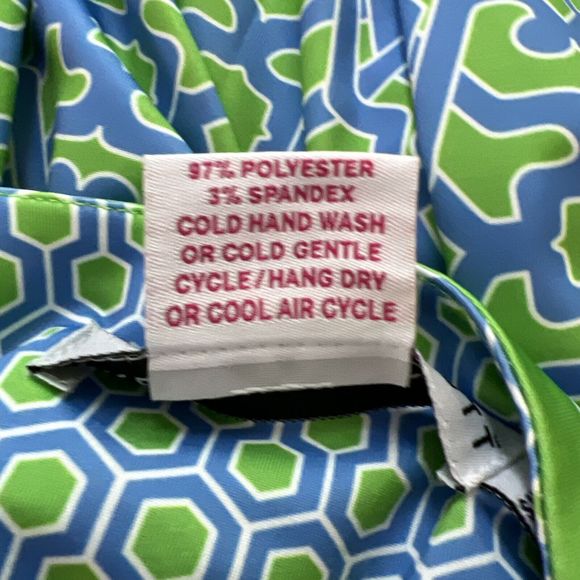 97% POLYESTER
3% SPANDEX
COLD HAND WASH
OR COLD GENTLE
CYCLE/HANG DRY
OR COOL AIR CYCLE